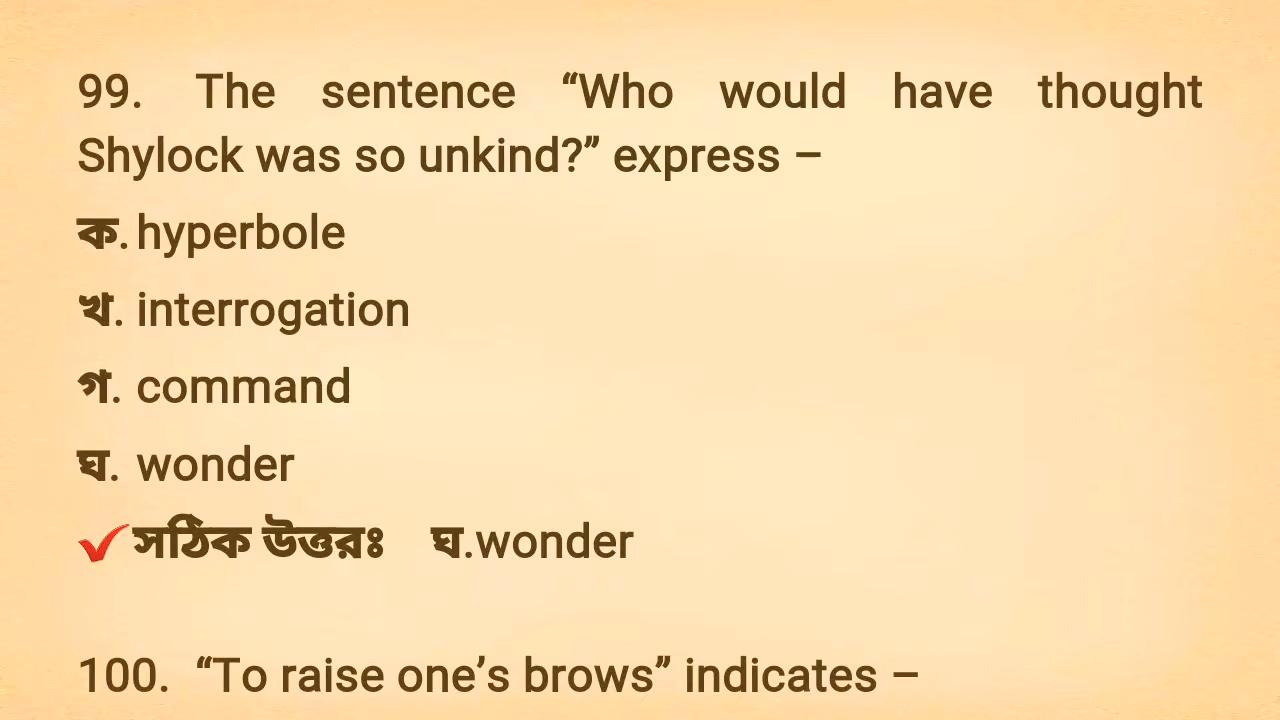 99. The sentence “Who would have thought
Shylock was so unkind?” express –
ক. hyperbole
খ. interrogation
গ. command
ঘ. wonder
✓সঠিক উত্তরঃ ঘ.wonder
100. “To raise one’s brows” indicates –